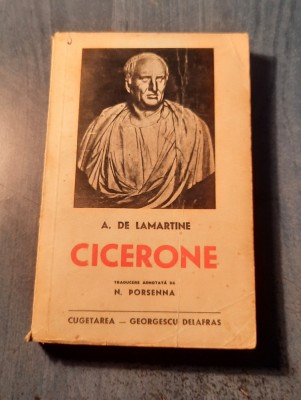 A. DE LAMARTINE
CICERONE
TRADUCERE ADNOTATĂ DE
N. PORSENNA
CUGETAREA — GEORGESCU DELAFRAS